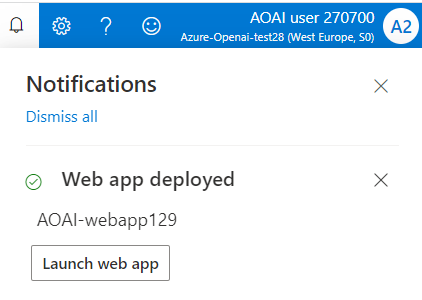 AOAI user 270700
Azure-Openai-test28 (West Europe, S0)
A2
Notifications
Dismiss all
Web app deployed
AOAI-webapp129
Launch web app